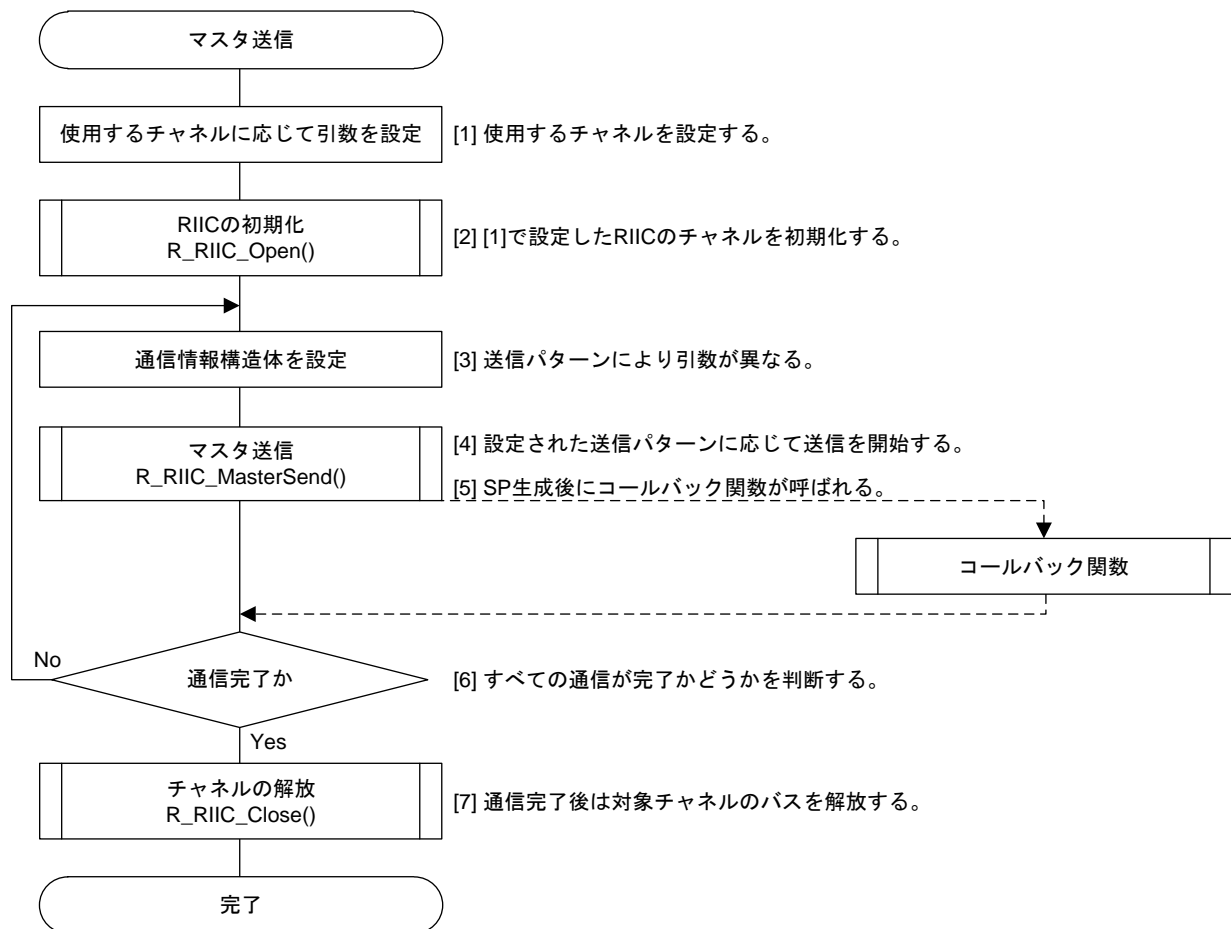 マスタ送信
使用するチャネルに応じて引数を設定
[1] 使用するチャネルを設定する。
RIICの初期化
R_RIIC_Open()
[2] [1]で設定したRIICのチャネルを初期化する。
通信情報構造体を設定
[3] 送信パターンにより引数が異なる。
マスタ送信
R_RIIC_MasterSend()
[4] 設定された送信パターンに応じて送信を開始する。
[5] SP生成後にコールバック関数が呼ばれる。
コールバック関数
No
通信完了か
[6] すべての通信が完了かどうかを判断する。
Yes
チャネルの解放
R_RIIC_Close()
[7] 通信完了後は対象チャネルのバスを解放する。
完了